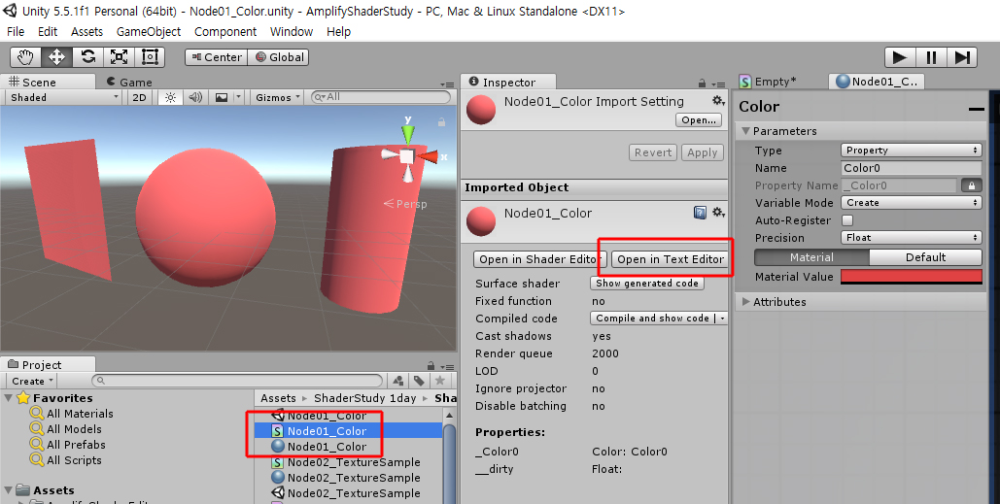 Unity 5.5.1f1 Personal (64bit) - Node01_Color.unity - AmplifyShaderStudy - PC, Mac & Linux Standalone <DX11>
File Edit Assets GameObject Component Window Help
Center Global
Scene Game
Shaded 2D Gizmos All
y
x
Persp
Project
Create
Favorites
All Materials
All Models
All Prefabs
All Scripts
Assets
Assets ShaderStudy 1day Sha
Node01_Color
Node01_Color
Node01_Color
Node02_TextureSample
Node02_TextureSample
Node02_TextureSample
Inspector
Node01_Color Import Setting
Open...
Revert Apply
Imported Object
Node01_Color
Open in Shader Editor Open in Text Editor
Surface shader Show generated code
Fixed function no
Compiled code Compile and show code
Cast shadows yes
Render queue 2000
LOD 0
Ignore projector no
Disable batching no
Properties:
_Color0 Color: Color0
__dirty Float:
Empty* Node01_C..
Color
Parameters
Type Property
Name Color0
Property Name _Color0
Variable Mode Create
Auto-Register
Precision Float
Material Default
Material Value
Attributes